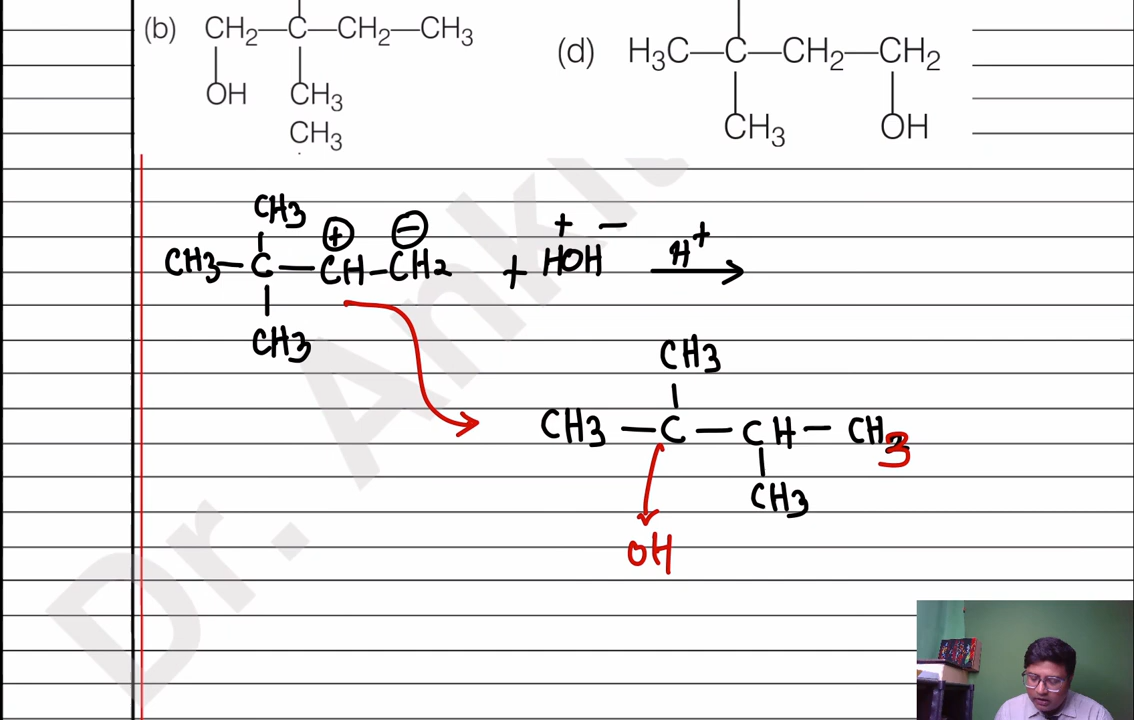 (b) CH2—C—CH2—CH3
OH CH3
CH3
(d) H3C—C—CH2—CH2
CH3 OH
CH3
CH3—C—CH—CH2 + HOH H+
⊕ ⊖ + −
CH3
CH3
CH3—C—CH—CH3
CH3
OH
Dr. Ankit